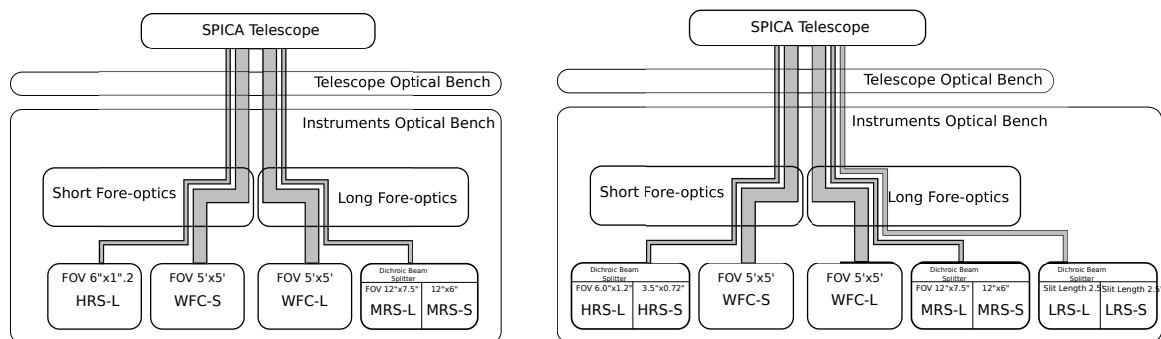 SPICA Telescope
Telescope Optical Bench
Instruments Optical Bench
Short Fore-optics
Long Fore-optics
FOV 6"x1".2
HRS-L
FOV 5'x5'
WFC-S
FOV 5'x5'
WFC-L
Dichroic Beam
Splitter
FOV 12"x7.5"
12"x6"
MRS-L
MRS-S
SPICA Telescope
Telescope Optical Bench
Instruments Optical Bench
Short Fore-optics
Long Fore-optics
Dichroic Beam
Splitter
FOV 6.0"x1.2"
3.5"x0.72"
HRS-L
HRS-S
FOV 5'x5'
WFC-S
FOV 5'x5'
WFC-L
Dichroic Beam
Splitter
FOV 12"x7.5"
12"x6"
MRS-L
MRS-S
Dichroic Beam
Splitter
Slit Length 2.5'
Slit Length 2.5'
LRS-L
LRS-S